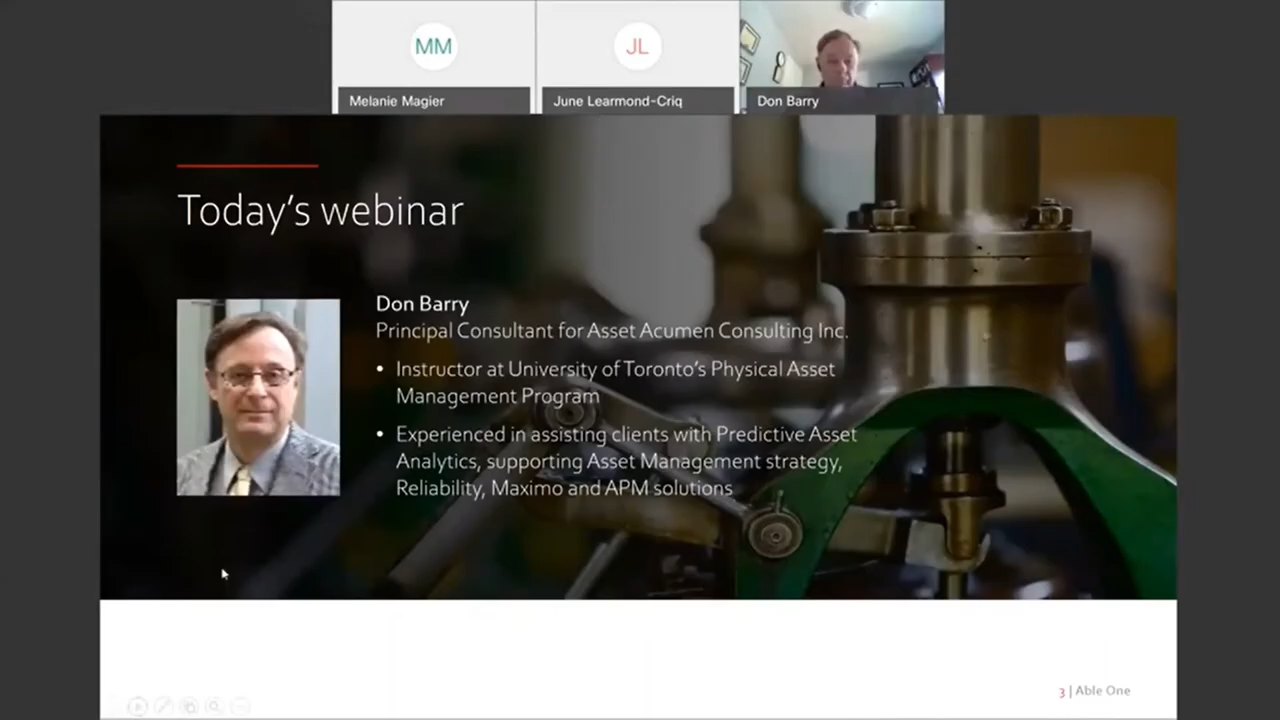 MM
JL
Melanie Magier
June Learmond-Criq
Don Barry
Today's webinar
Don Barry
Principal Consultant for Asset Acumen Consulting Inc.
• Instructor at University of Toronto's Physical Asset
Management Program
• Experienced in assisting clients with Predictive Asset
Analytics, supporting Asset Management strategy,
Reliability, Maximo and APM solutions
3 | Able One